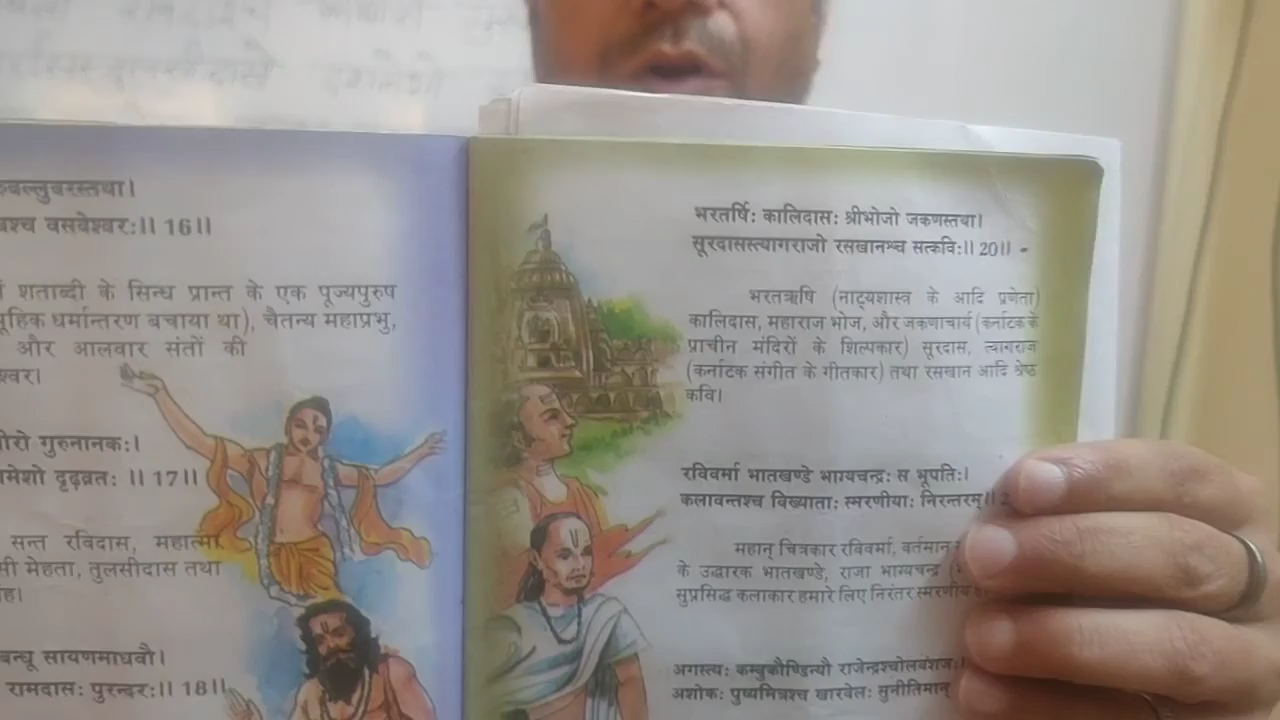 शताब्दी के सिन्ध प्रान्त के एक पूज्यपुरुष
धर्मान्तरण बचाया था), चैतन्य महाप्रभु,
और आलवार संतों की
गुरुनानकः।
दृढ़व्रतः ।। 17।।
सन्त रविदास, महात्मा
मेहता, तुलसीदास तथा
सायणमाधवौ।
रामदासः पुरन्दरः।। 18।।
वसवेश्वरः।। 16।।
भरतर्षिः कालिदासः श्रीभोजो जकणस्तथा।
सूरदासस्त्यागराजो रसखानश्च सत्कविः।। 20।।
भरतऋषि (नाट्यशास्त्र के आदि प्रणेता)
कालिदास, महाराज भोज, और जकणाचार्य (कर्नाटक के
प्राचीन मंदिरों के शिल्पकार) सूरदास, त्यागराज
(कर्नाटक संगीत के गीतकार) तथा रसखान आदि श्रेष्ठ
कवि।
रविवर्मा भातखण्डे भाग्यचन्द्रः स भूपतिः।
कलावन्तश्च विख्याताः स्मरणीयाः निरन्तरम्।।
महान् चित्रकार रविवर्मा, वर्तमान
के उद्धारक भातखण्डे, राजा भाग्यचन्द्र
सुप्रसिद्ध कलाकार हमारे लिए निरंतर स्मरणीय
अगस्त्यः कम्बुकौण्डिन्यौ राजेन्द्रश्चोलवंशजः।
अशोकः पुष्यमित्रश्च खारवेलः सुनीतिमान्